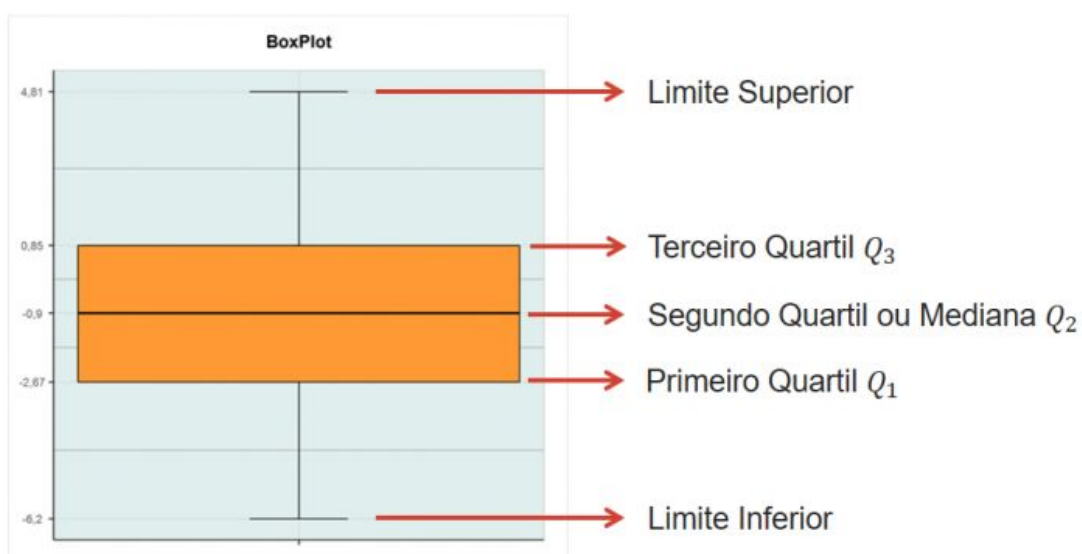 BoxPlot
4,81
Limite Superior
0,85
Terceiro Quartil Q₃
-0,9
Segundo Quartil ou Mediana Q₂
-2,67
Primeiro Quartil Q₁
-6,2
Limite Inferior